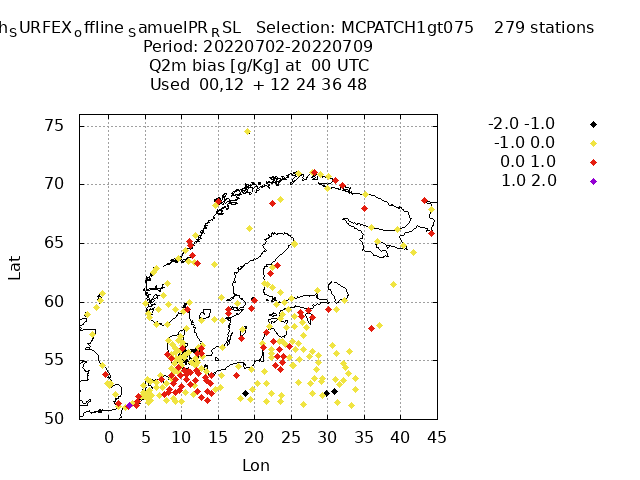 hSURFEXoffline SamuelPRRSL Selection: MCPATCH1gt075 279 stations
Period: 20220702-20220709
Q2m bias [g/Kg] at 00 UTC
Used 00,12 + 12 24 36 48
-2.0 -1.0
-1.0 0.0
0.0 1.0
1.0 2.0
75
70
65
60
55
50
Lat
0 5 10 15 20 25 30 35 40 45
Lon